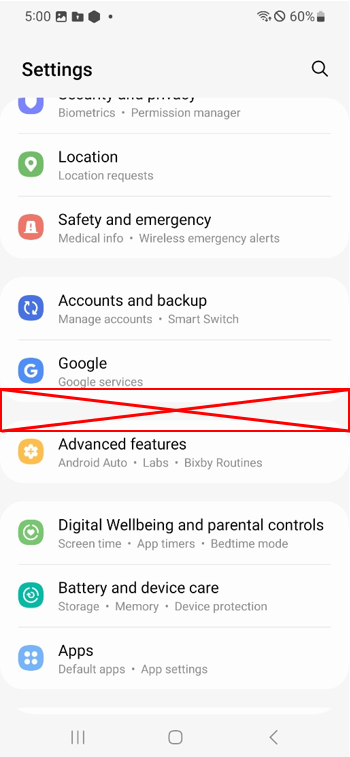 5:00 60%
Settings
Security and privacy
Biometrics • Permission manager
Location
Location requests
Safety and emergency
Medical info • Wireless emergency alerts
Accounts and backup
Manage accounts • Smart Switch
Google
Google services
Advanced features
Android Auto • Labs • Bixby Routines
Digital Wellbeing and parental controls
Screen time • App timers • Bedtime mode
Battery and device care
Storage • Memory • Device protection
Apps
Default apps • App settings